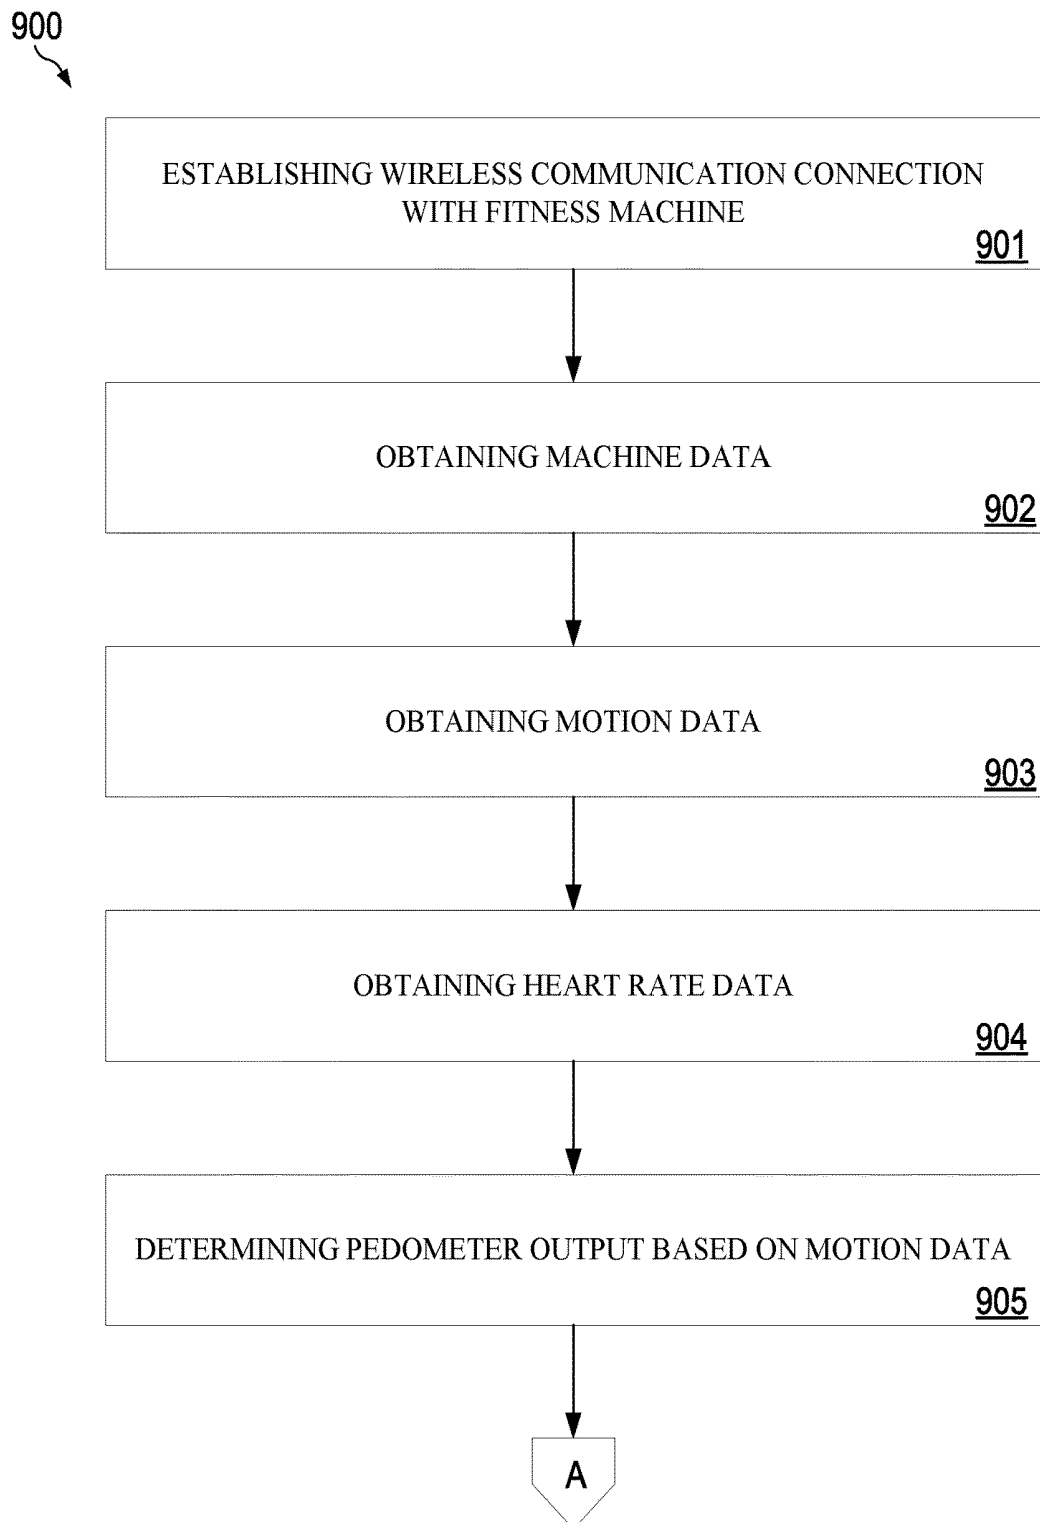 900
ESTABLISHING WIRELESS COMMUNICATION CONNECTION
WITH FITNESS MACHINE
901
OBTAINING MACHINE DATA
902
OBTAINING MOTION DATA
903
OBTAINING HEART RATE DATA
904
DETERMINING PEDOMETER OUTPUT BASED ON MOTION DATA
905
A